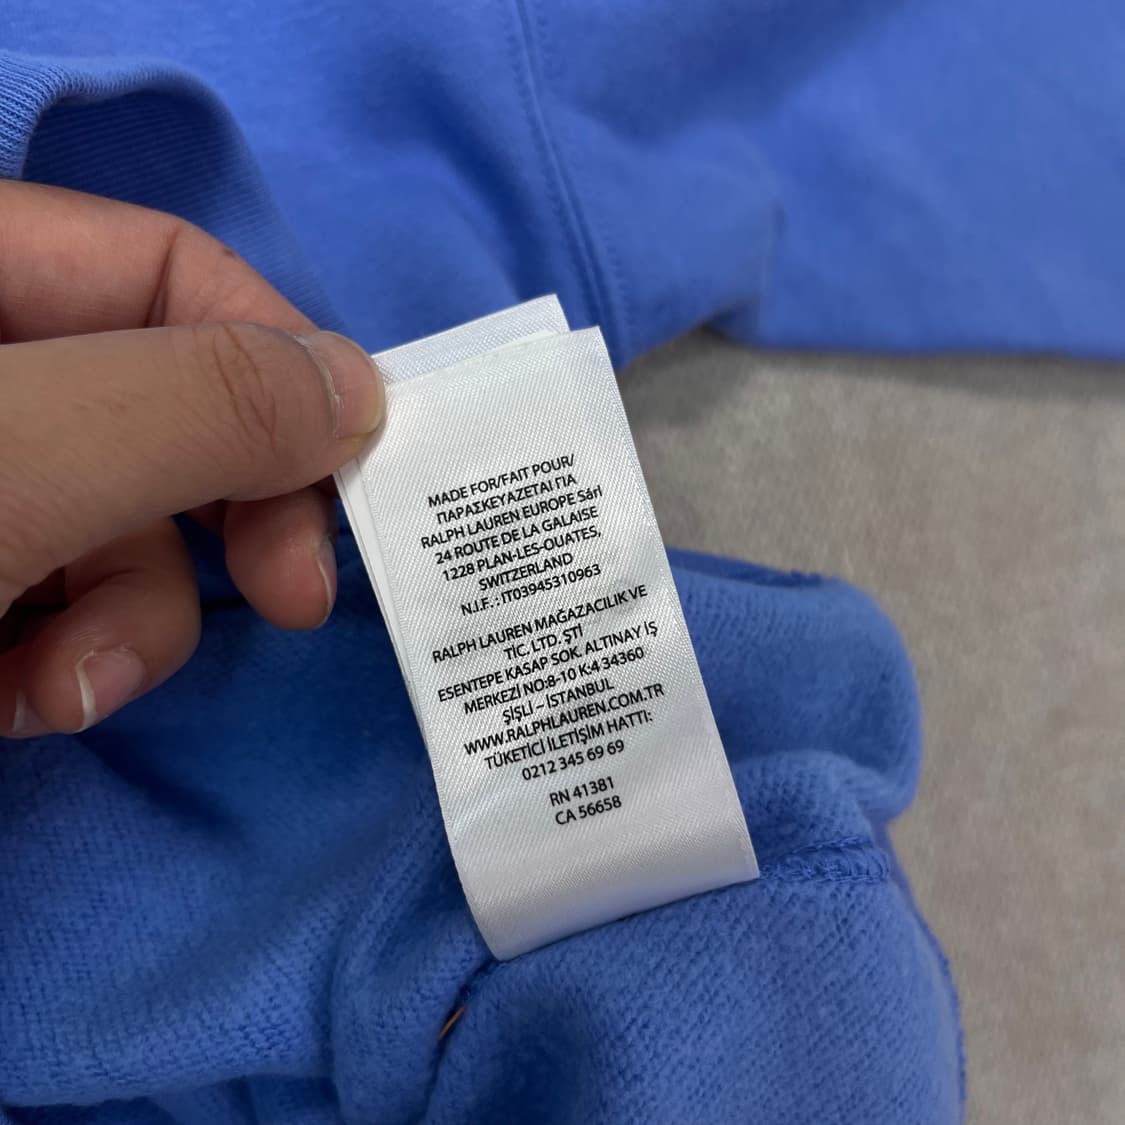 MADE FOR/FAIT POUR/
ΠΑΡΑΣΚΕΥΑΖΕΤΑΙ ΓΙΑ
RALPH LAUREN EUROPE Sárl
24 ROUTE DE LA GALAISE
1228 PLAN-LES-OUATES,
SWITZERLAND
N.I.F. : IT03945310963
RALPH LAUREN MAĞAZACILIK VE
TİC. LTD. ŞTİ
ESENTEPE KASAP SOK. ALTINAY İŞ
MERKEZİ NO:8-10 K:4 34360
ŞİŞLİ – İSTANBUL
WWW.RALPHLAUREN.COM.TR
TÜKETİCİ İLETİŞİM HATTI:
0212 345 69 69
RN 41381
CA 56658